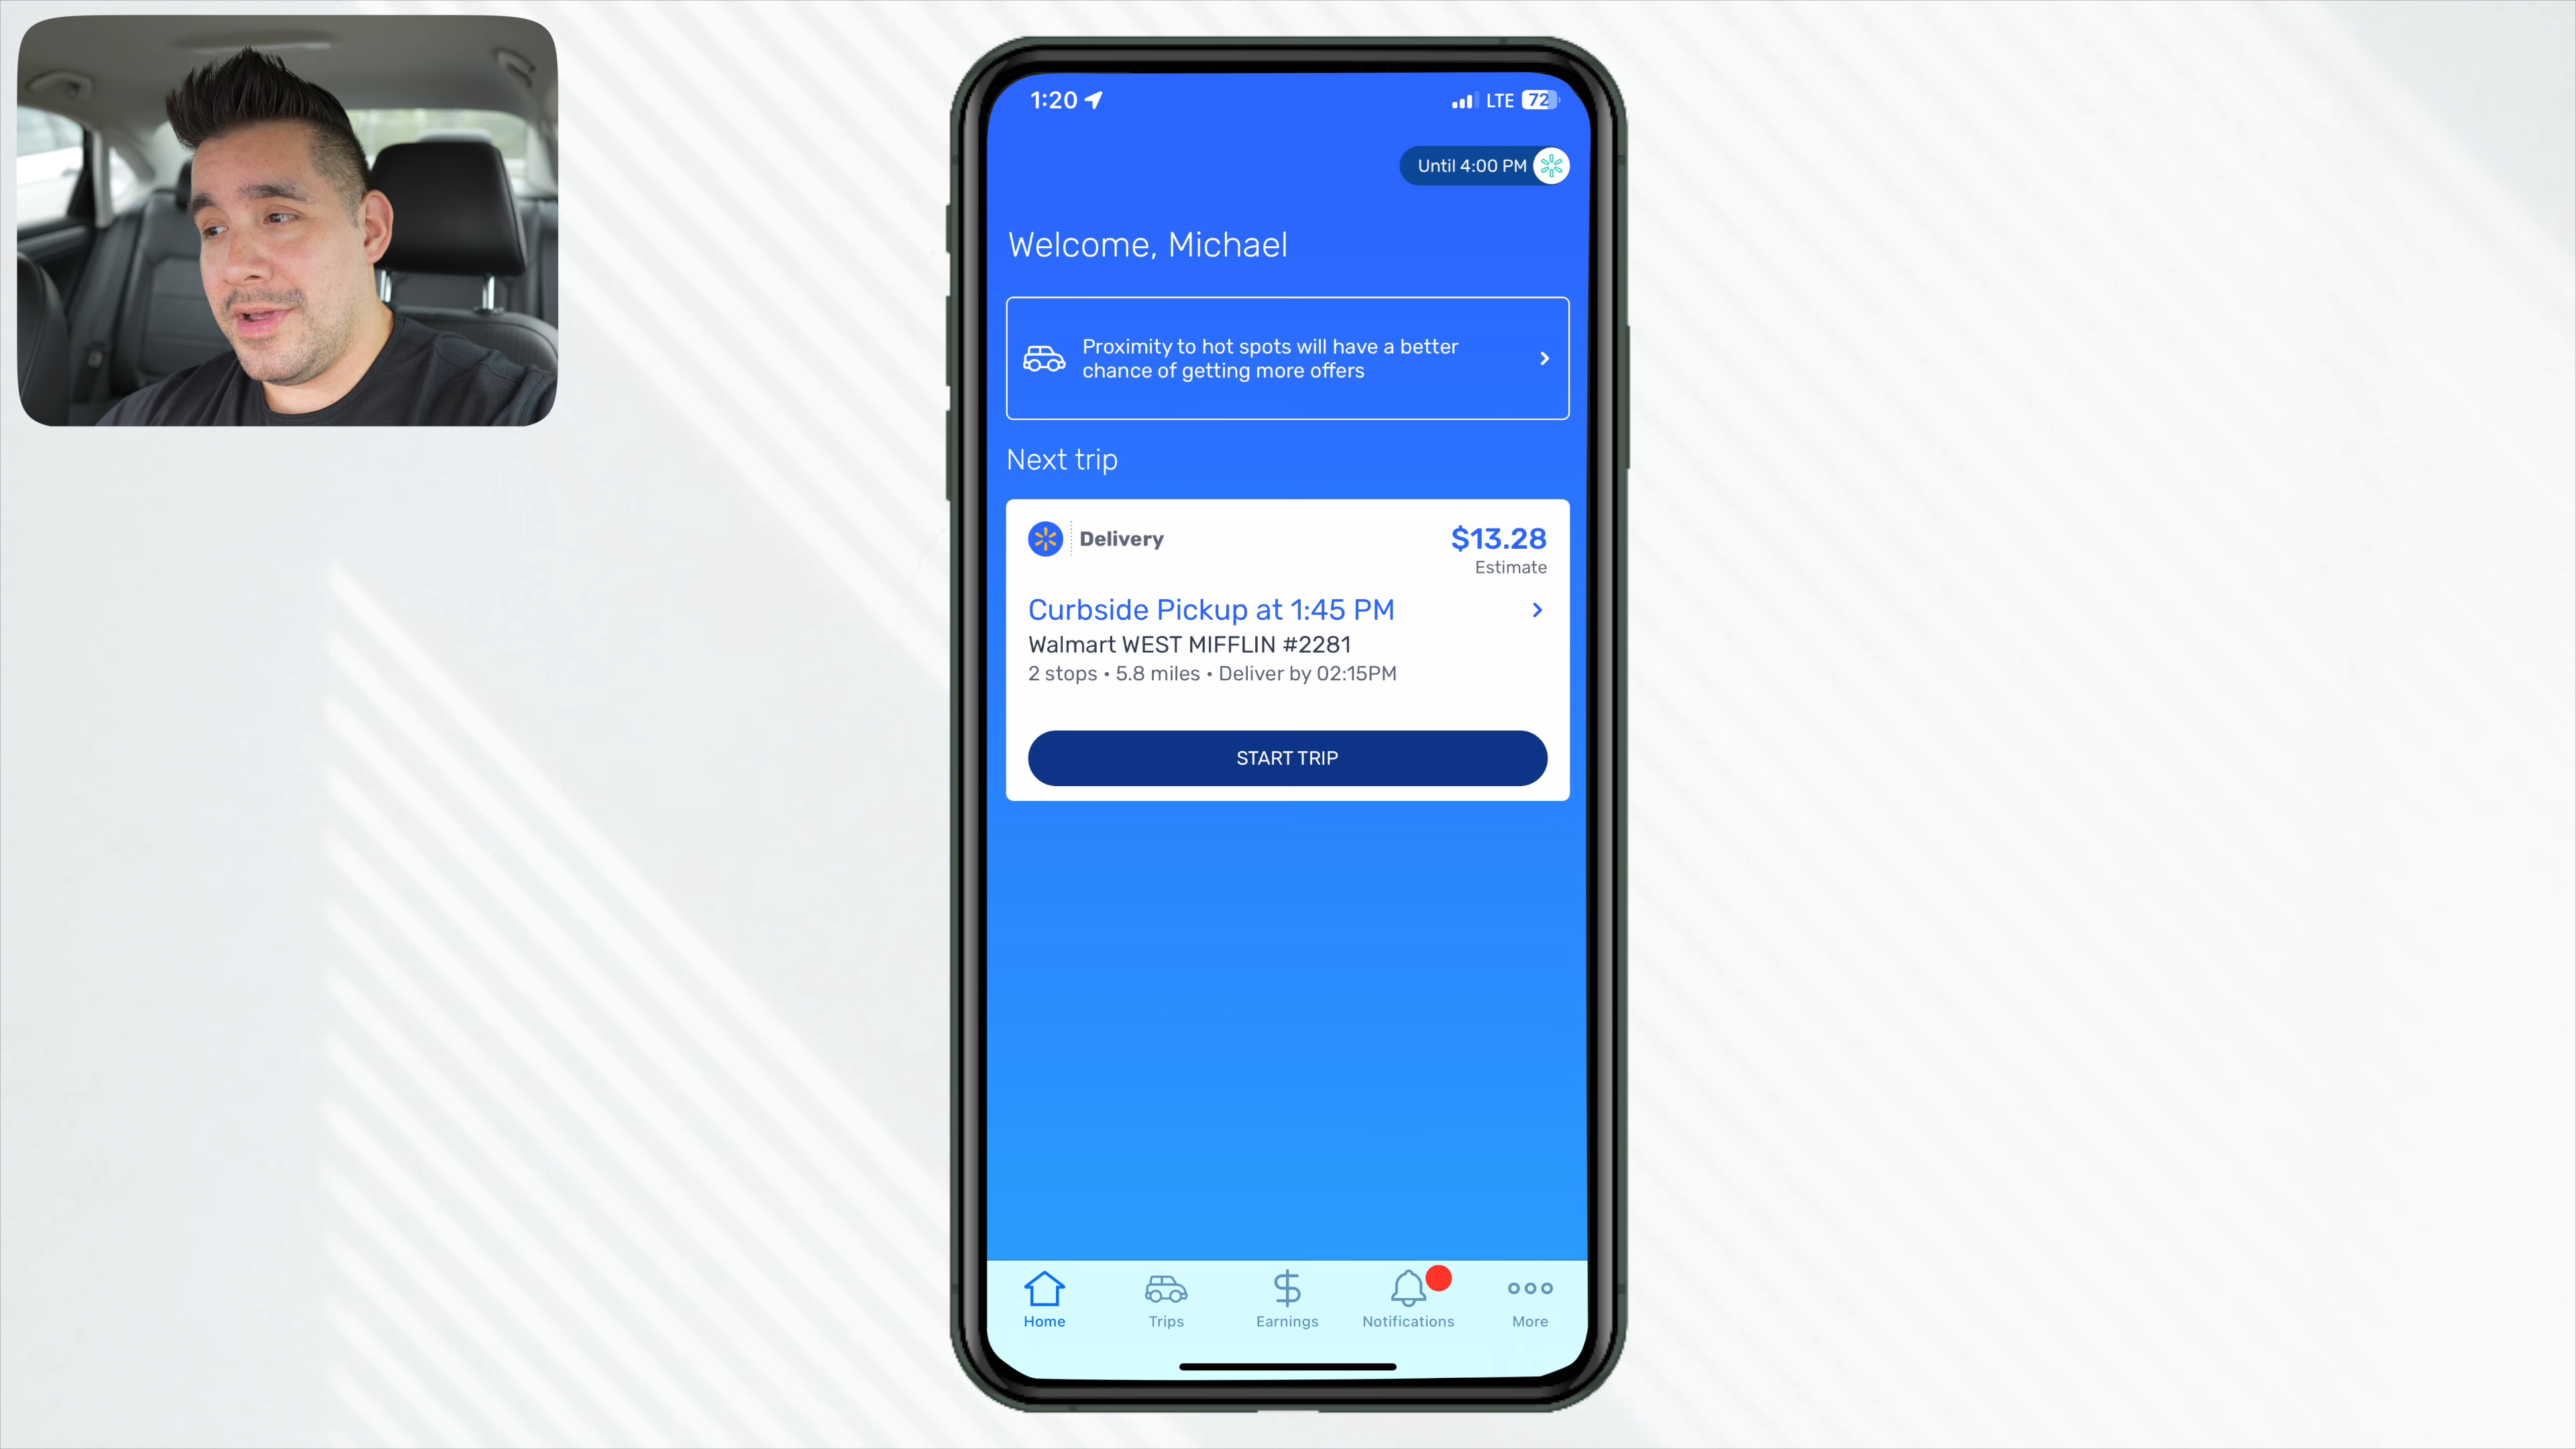 1:20
LTE 72
Until 4:00 PM
Welcome, Michael
Proximity to hot spots will have a better
chance of getting more offers
Next trip
Delivery
$13.28
Estimate
Curbside Pickup at 1:45 PM
Walmart WEST MIFFLIN #2281
2 stops • 5.8 miles • Deliver by 02:15PM
START TRIP
Home
Trips
Earnings
Notifications
More